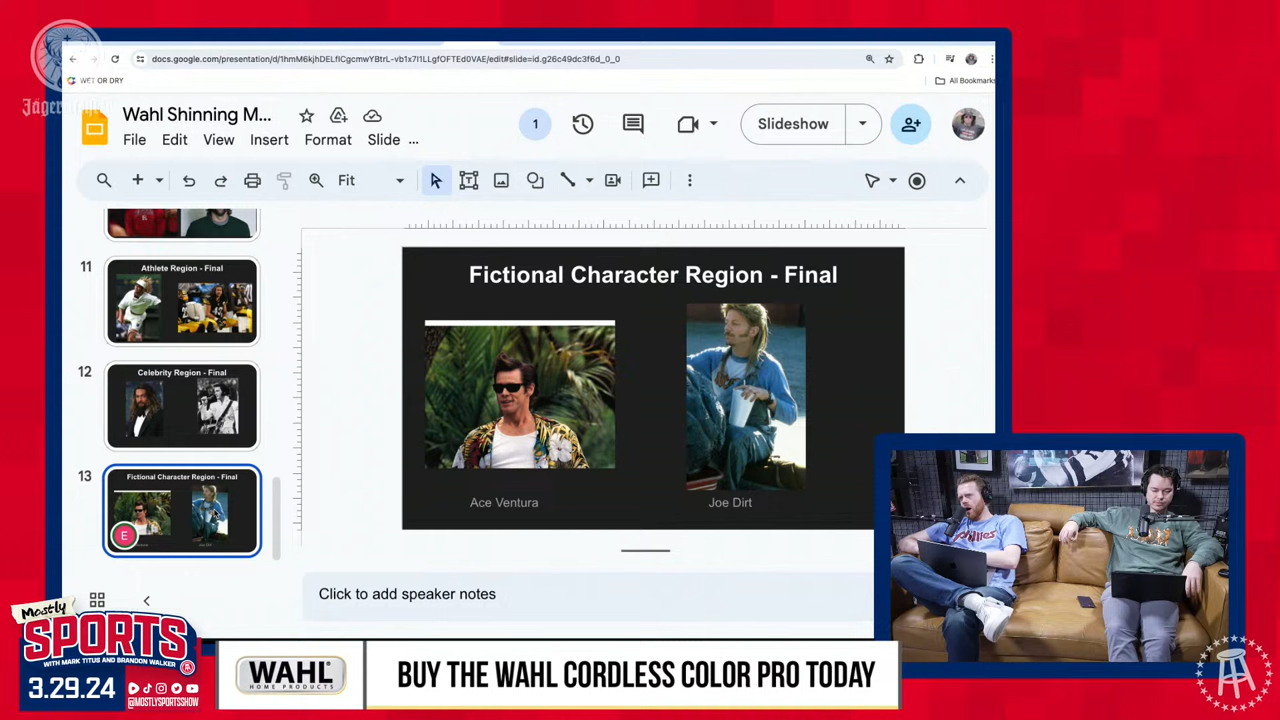 docs.google.com/presentation/d/1hmM6kjhDELfICgcmwYBtrL-vb1x7I1LLgfOFTEd0VAE/edit#slide=id.g26c49dc3f6d_0_0
WET OR DRY
All Bookmarks
Jägermeister
Wahl Shinning M...
1
Slideshow
File Edit View Insert Format Slide ...
Fit
11
Athlete Region - Final
12
Celebrity Region - Final
13
Fictional Character Region - Final
E
Fictional Character Region - Final
Ace Ventura
Joe Dirt
Click to add speaker notes
Mostly
SPORTS
WITH MARK TITUS AND BRANDON WALKER
3.29.24
@MOSTLYSPORTSSHOW
WAHL
HOME PRODUCTS
BUY THE WAHL CORDLESS COLOR PRO TODAY